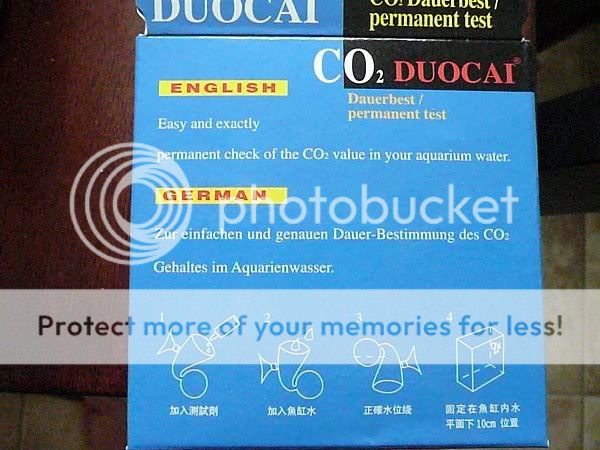 DUOCAI
CO2 Dauerbest /
permanent test
CO2 DUOCAI®
Dauerbest /
permanent test
ENGLISH
Easy and exactly
permanent check of the CO2 value in your aquarium water.
GERMAN
photobucket
Zur einfachen und genauen Dauer-Bestimmung des CO2
Gehaltes im Aquarienwasser.
Protect more of your memories for less!
1 2 3 4
加入測試劑 加入魚缸水 正確水位綫 固定在魚缸內水
平面下10cm 位置